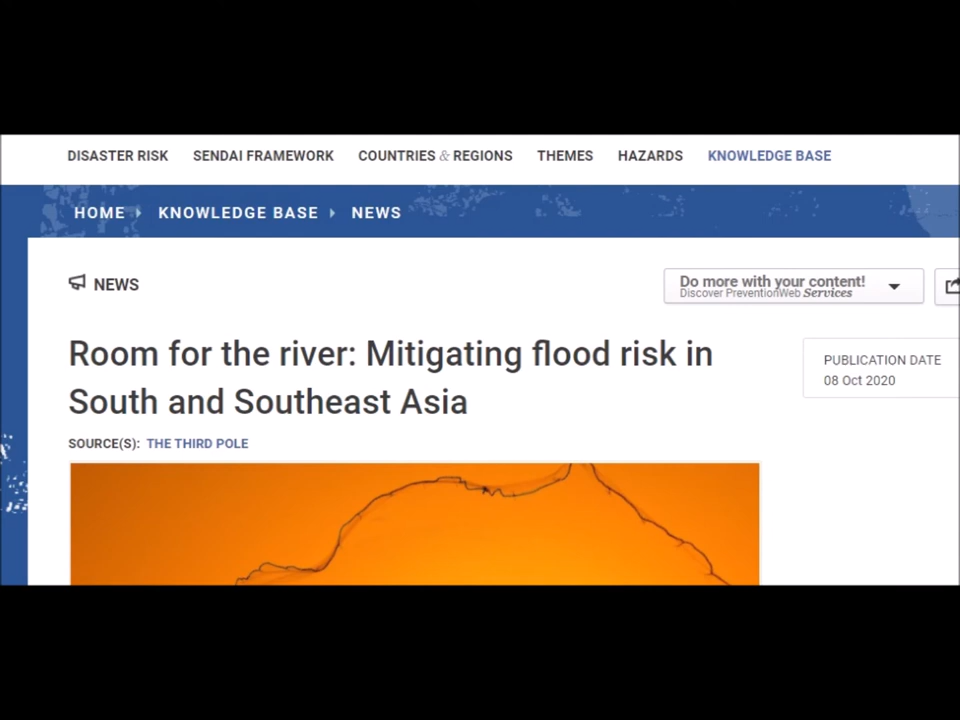 DISASTER RISK SENDAI FRAMEWORK COUNTRIES & REGIONS THEMES HAZARDS KNOWLEDGE BASE
HOME KNOWLEDGE BASE NEWS
NEWS
Do more with your content!
Discover PreventionWeb Services
Room for the river: Mitigating flood risk in
South and Southeast Asia
PUBLICATION DATE
08 Oct 2020
SOURCE(S): THE THIRD POLE